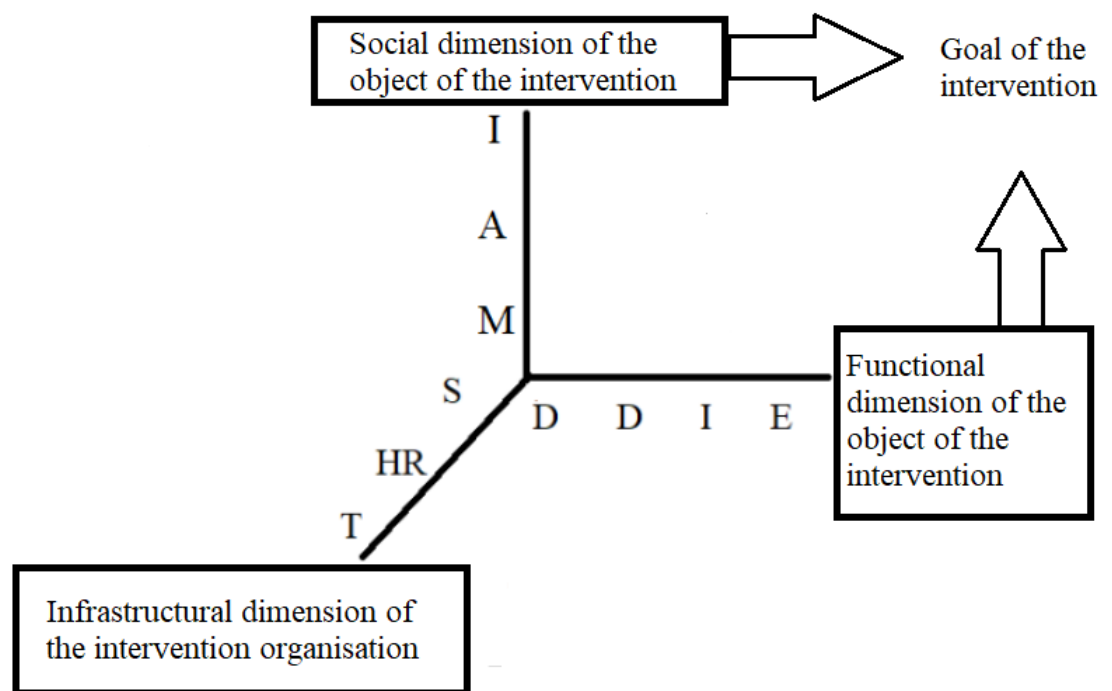 Social dimension of the
object of the intervention
Goal of the
intervention
I
A
M
S
HR
T
D D I E
Functional
dimension of the
object of the
intervention
Infrastructural dimension of
the intervention organisation